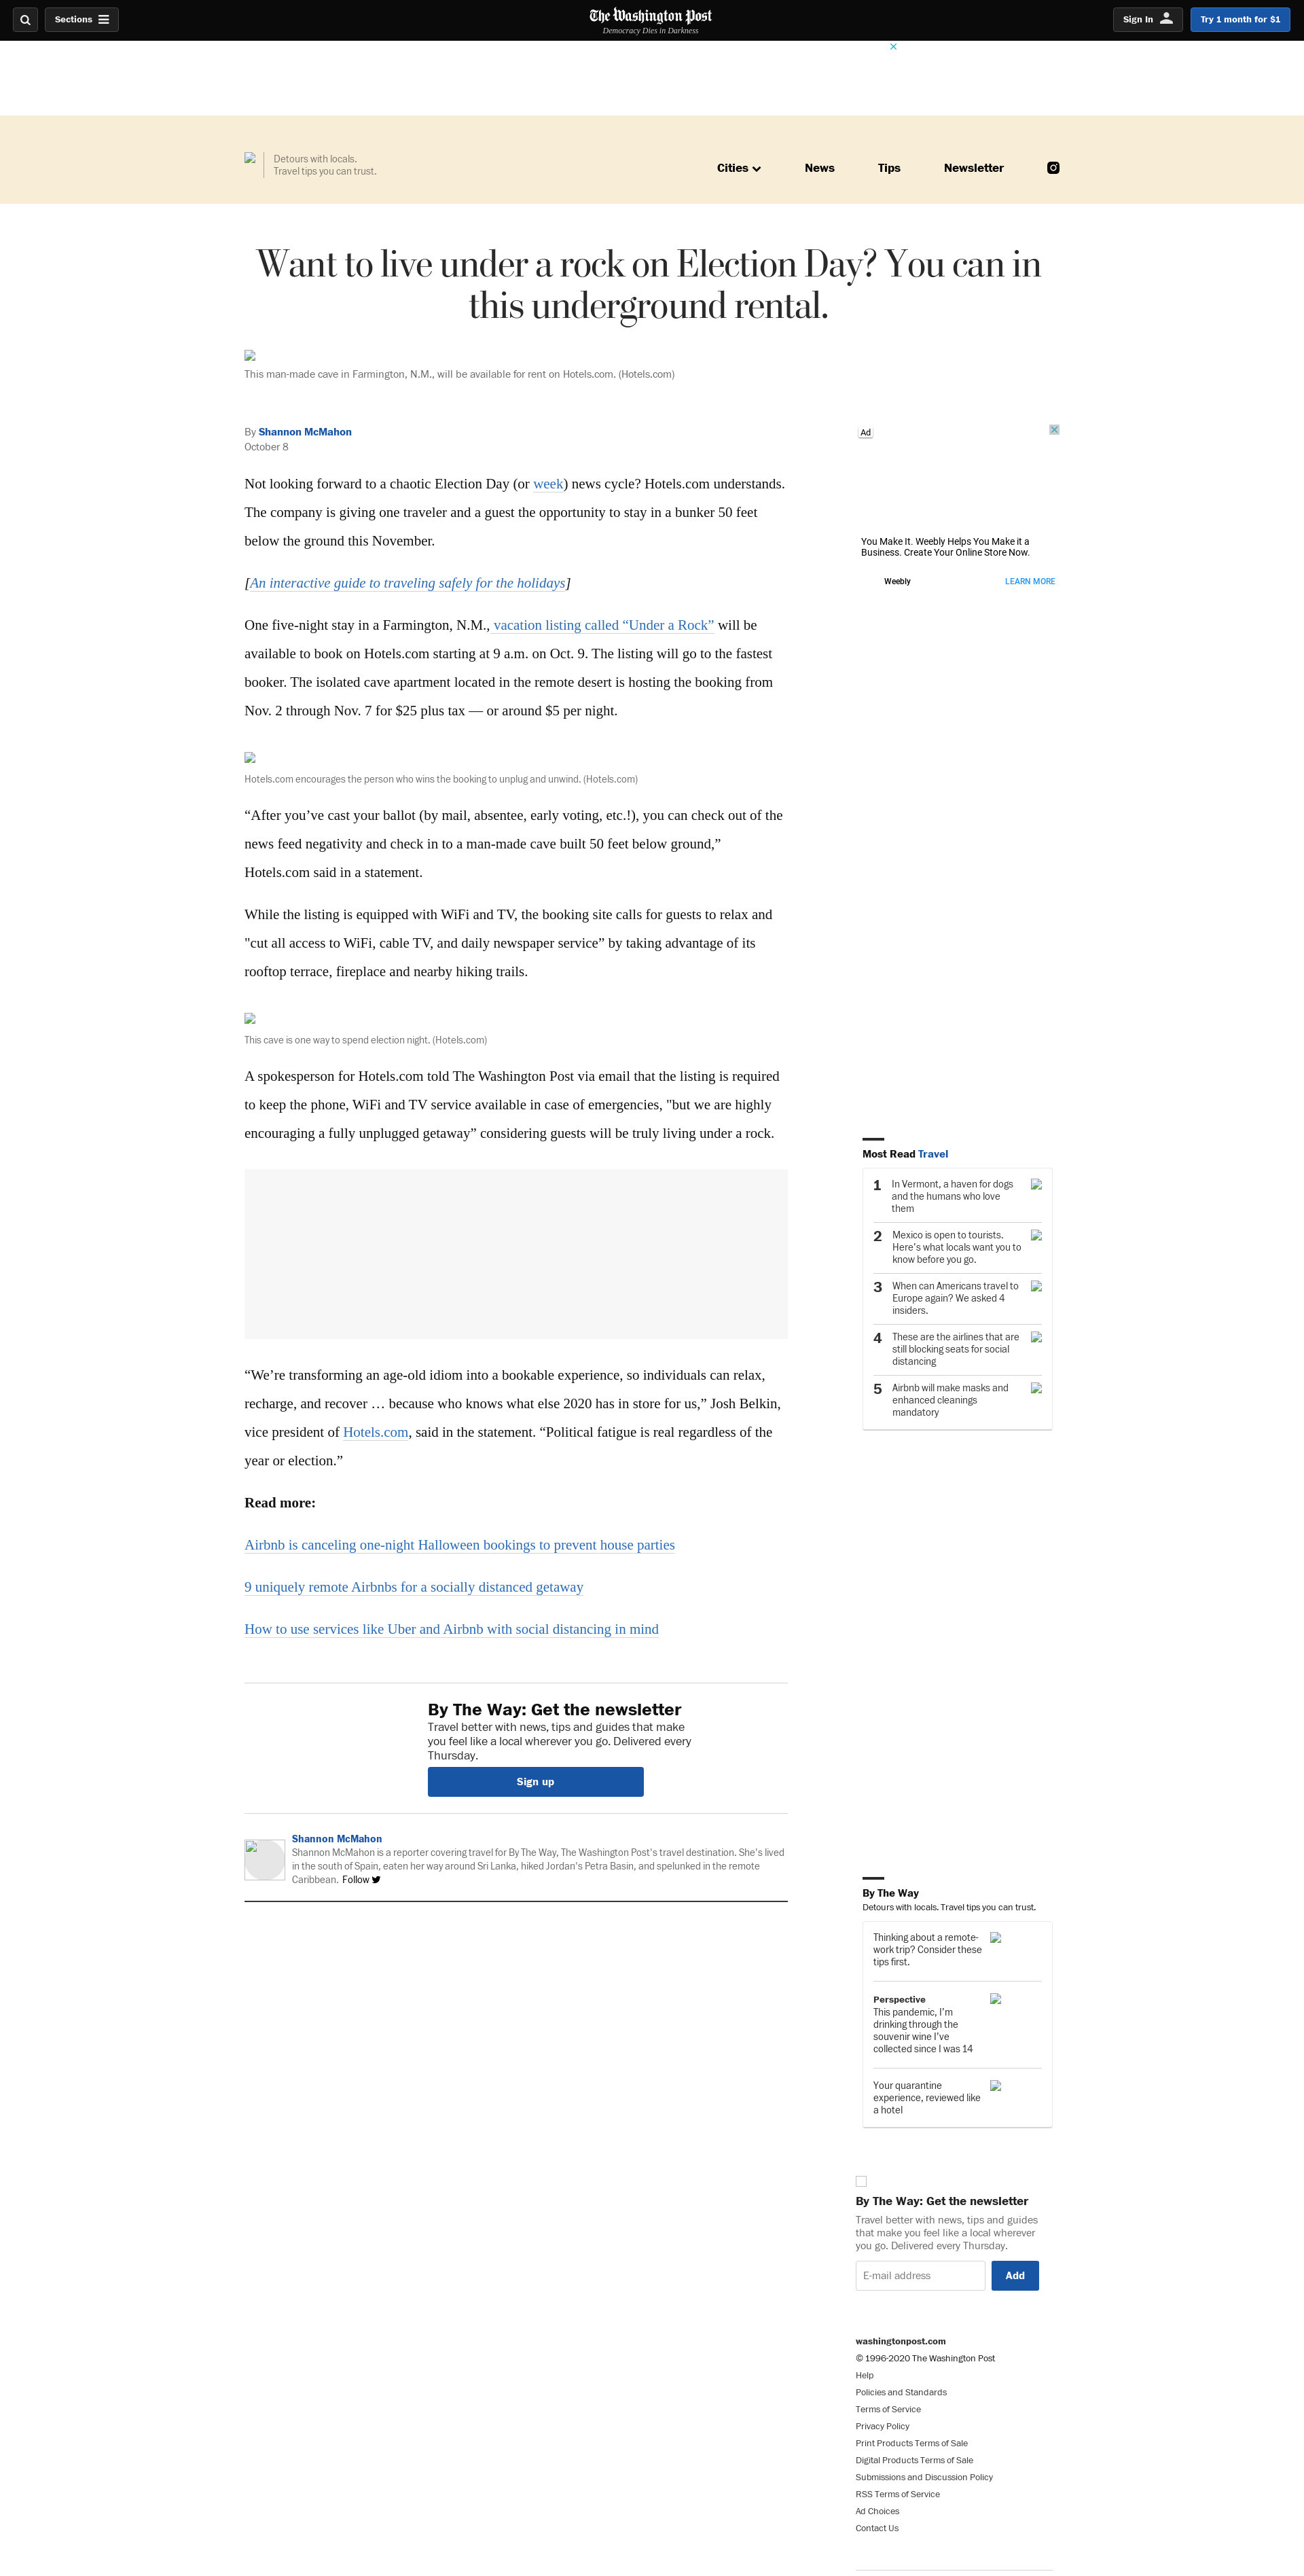 Sections
The Washington Post
Democracy Dies in Darkness
Sign In
Try 1 month for $1
Detours with locals.
Travel tips you can trust.
Cities
News
Tips
Newsletter
Want to live under a rock on Election Day? You can in
this underground rental.
This man-made cave in Farmington, N.M., will be available for rent on Hotels.com. (Hotels.com)
By Shannon McMahon
October 8
Not looking forward to a chaotic Election Day (or week) news cycle? Hotels.com understands.
The company is giving one traveler and a guest the opportunity to stay in a bunker 50 feet
below the ground this November.
[An interactive guide to traveling safely for the holidays]
One five-night stay in a Farmington, N.M., vacation listing called “Under a Rock” will be
available to book on Hotels.com starting at 9 a.m. on Oct. 9. The listing will go to the fastest
booker. The isolated cave apartment located in the remote desert is hosting the booking from
Nov. 2 through Nov. 7 for $25 plus tax — or around $5 per night.
Hotels.com encourages the person who wins the booking to unplug and unwind. (Hotels.com)
“After you’ve cast your ballot (by mail, absentee, early voting, etc.!), you can check out of the
news feed negativity and check in to a man-made cave built 50 feet below ground,”
Hotels.com said in a statement.
While the listing is equipped with WiFi and TV, the booking site calls for guests to relax and
"cut all access to WiFi, cable TV, and daily newspaper service” by taking advantage of its
rooftop terrace, fireplace and nearby hiking trails.
This cave is one way to spend election night. (Hotels.com)
A spokesperson for Hotels.com told The Washington Post via email that the listing is required
to keep the phone, WiFi and TV service available in case of emergencies, "but we are highly
encouraging a fully unplugged getaway” considering guests will be truly living under a rock.
“We’re transforming an age-old idiom into a bookable experience, so individuals can relax,
recharge, and recover … because who knows what else 2020 has in store for us,” Josh Belkin,
vice president of Hotels.com, said in the statement. “Political fatigue is real regardless of the
year or election.”
Read more:
Airbnb is canceling one-night Halloween bookings to prevent house parties
9 uniquely remote Airbnbs for a socially distanced getaway
How to use services like Uber and Airbnb with social distancing in mind
By The Way: Get the newsletter
Travel better with news, tips and guides that make
you feel like a local wherever you go. Delivered every
Thursday.
Sign up
Shannon McMahon
Shannon McMahon is a reporter covering travel for By The Way, The Washington Post's travel destination. She's lived
in the south of Spain, eaten her way around Sri Lanka, hiked Jordan's Petra Basin, and spelunked in the remote
Caribbean. Follow
Ad
You Make It. Weebly Helps You Make it a
Business. Create Your Online Store Now.
Weebly
LEARN MORE
Most Read Travel
1 In Vermont, a haven for dogs
and the humans who love
them
2 Mexico is open to tourists.
Here’s what locals want you to
know before you go.
3 When can Americans travel to
Europe again? We asked 4
insiders.
4 These are the airlines that are
still blocking seats for social
distancing
5 Airbnb will make masks and
enhanced cleanings
mandatory
By The Way
Detours with locals. Travel tips you can trust.
Thinking about a remote-
work trip? Consider these
tips first.
Perspective
This pandemic, I’m
drinking through the
souvenir wine I’ve
collected since I was 14
Your quarantine
experience, reviewed like
a hotel
By The Way: Get the newsletter
Travel better with news, tips and guides
that make you feel like a local wherever
you go. Delivered every Thursday.
E-mail address
Add
washingtonpost.com
© 1996-2020 The Washington Post
Help
Policies and Standards
Terms of Service
Privacy Policy
Print Products Terms of Sale
Digital Products Terms of Sale
Submissions and Discussion Policy
RSS Terms of Service
Ad Choices
Contact Us